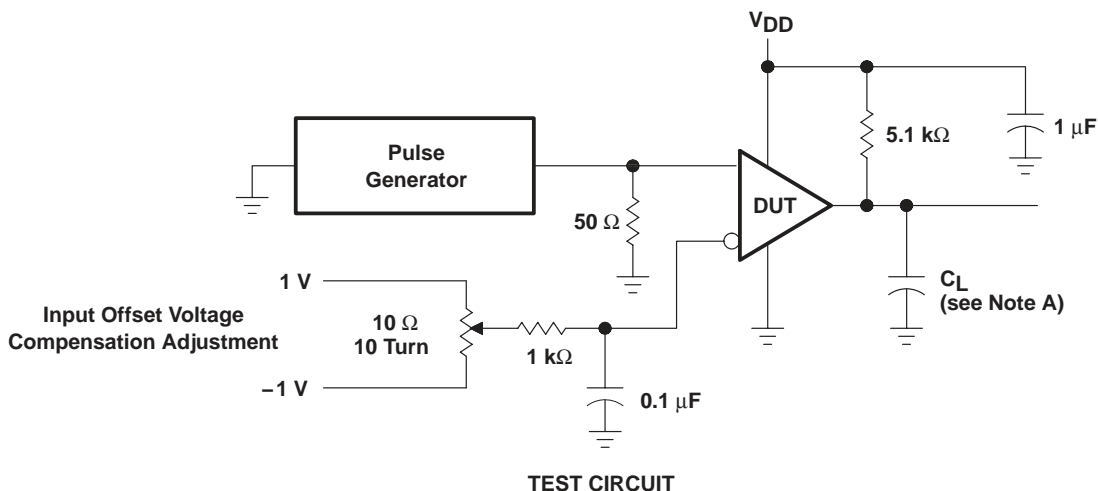 VDD
5.1 kΩ
1 μF
Pulse
Generator
DUT
50 Ω
CL
(see Note A)
1 V
Input Offset Voltage
Compensation Adjustment
10 Ω
10 Turn
1 kΩ
−1 V
0.1 μF
TEST CIRCUIT